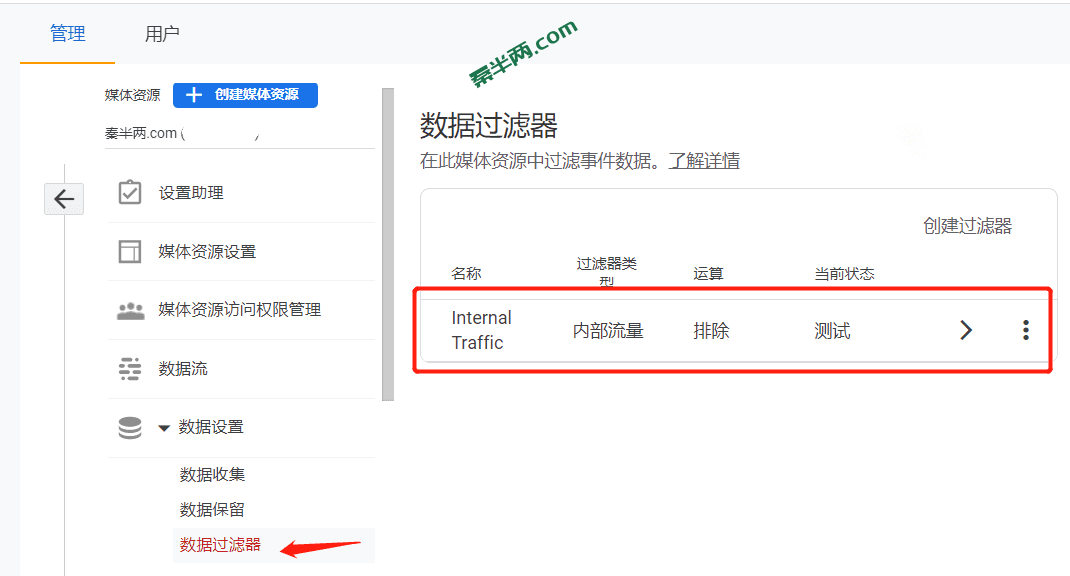 管理
用户
秦半两.com
媒体资源
创建媒体资源
秦半两.com (
数据过滤器
在此媒体资源中过滤事件数据。了解详情
设置助理
媒体资源设置
媒体资源访问权限管理
数据流
数据设置
数据收集
数据保留
数据过滤器
创建过滤器
名称
过滤器类
型
运算
当前状态
Internal
Traffic
内部流量
排除
测试